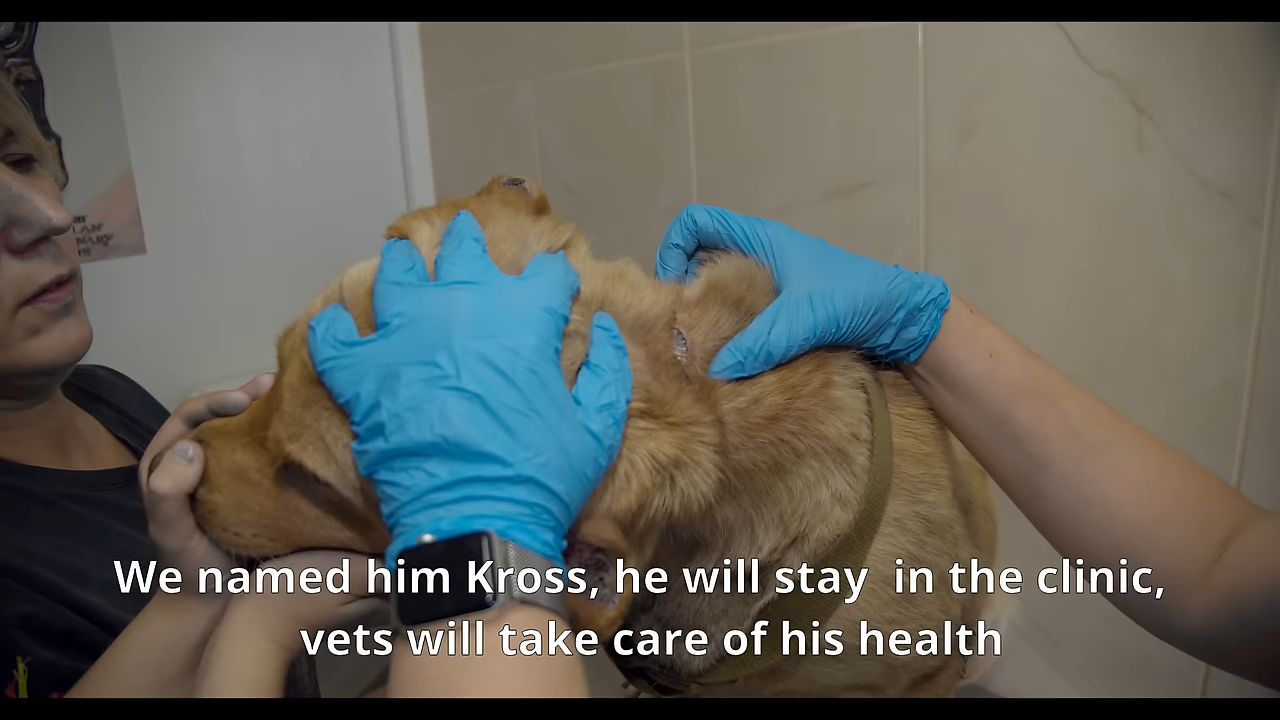 We named him Kross, he will stay  in the clinic,
vets will take care of his health